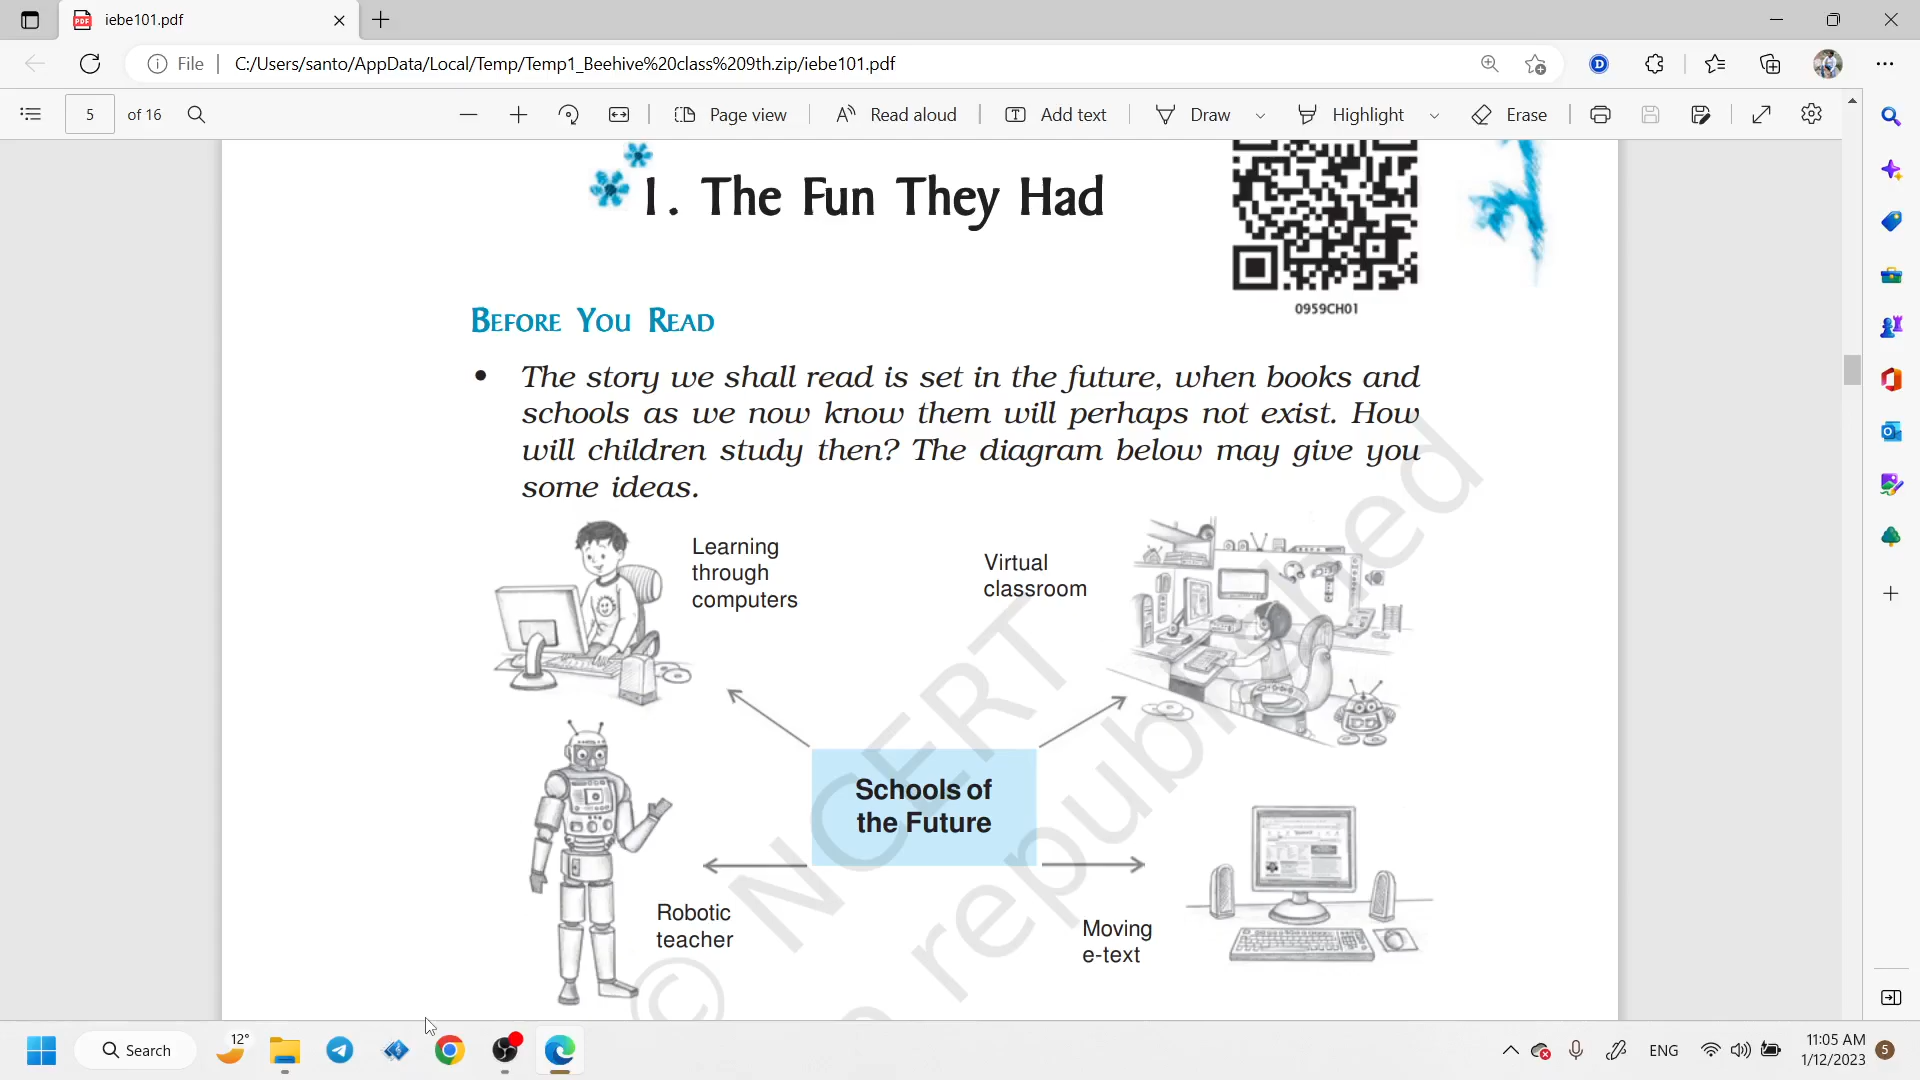 iebe101.pdf
File
C:/Users/santo/AppData/Local/Temp/Temp1_Beehive%20class%209th.zip/iebe101.pdf
5 of 16
Page view
Read aloud
Add text
Draw
Highlight
Erase
1. The Fun They Had
0959CH01
BEFORE YOU READ
• The story we shall read is set in the future, when books and
schools as we now know them will perhaps not exist. How
will children study then? The diagram below may give you
some ideas.
Learning
through
computers
Virtual
classroom
Schools of
the Future
Robotic
teacher
Moving
e-text
© NCERT
republished
12°
Search
ENG
11:05 AM
1/12/2023
5